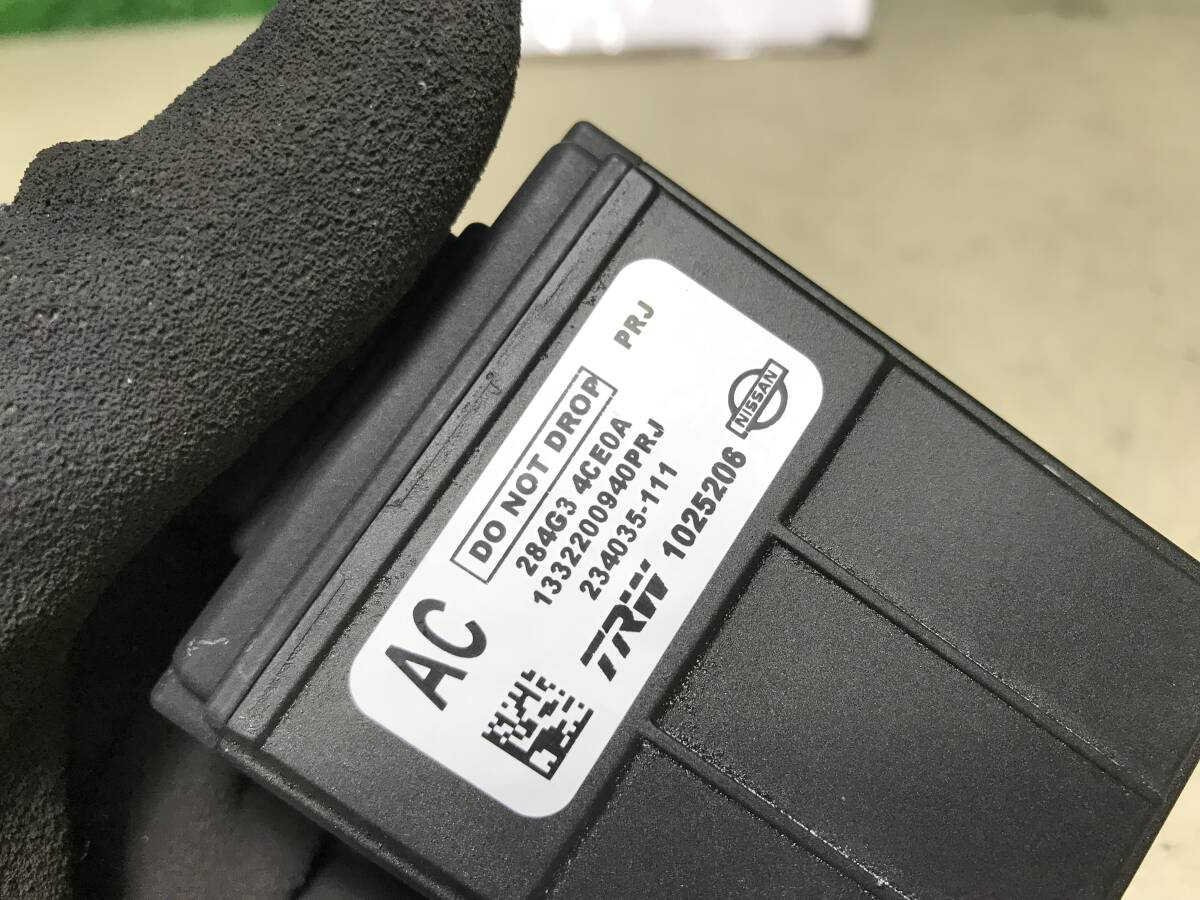 PRJ
DO NOT DROP
284G3 4CE0A
1332200940PRJ
234035-111
TRW 1025206
NISSAN
AC